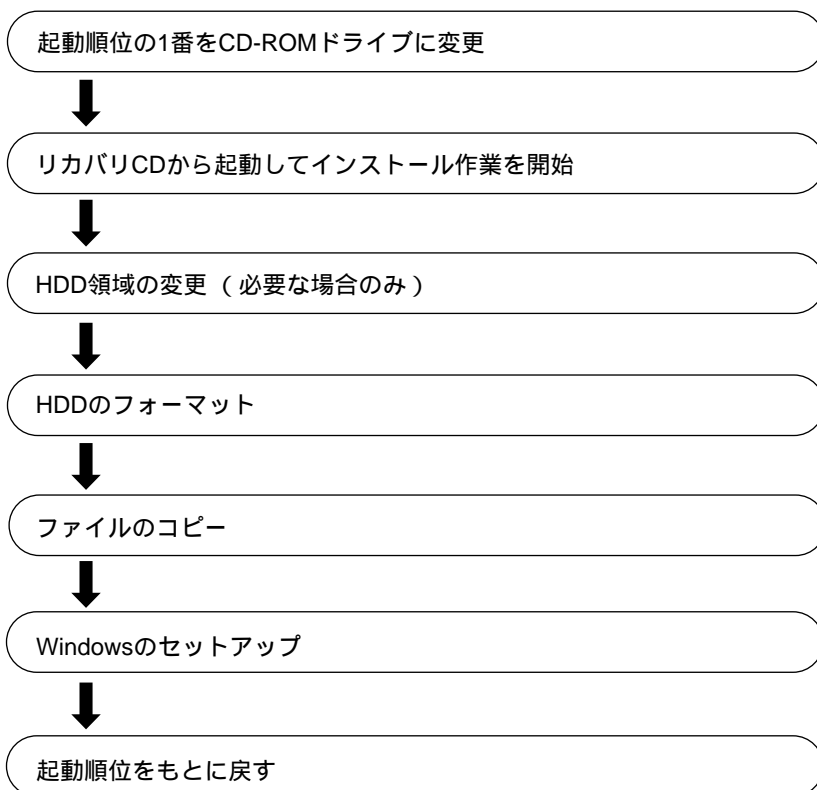 起動順位の1番をCD-ROMドライブに変更
リカバリCDから起動してインストール作業を開始
HDD領域の変更 （必要な場合のみ）
HDDのフォーマット
ファイルのコピー
Windowsのセットアップ
起動順位をもとに戻す